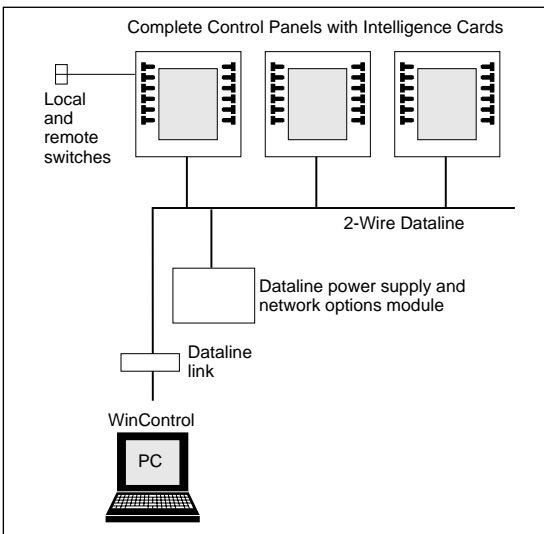 Complete Control Panels with Intelligence Cards
Local
and
remote
switches
2-Wire Dataline
Dataline power supply and
network options module
Dataline
link
WinControl
PC